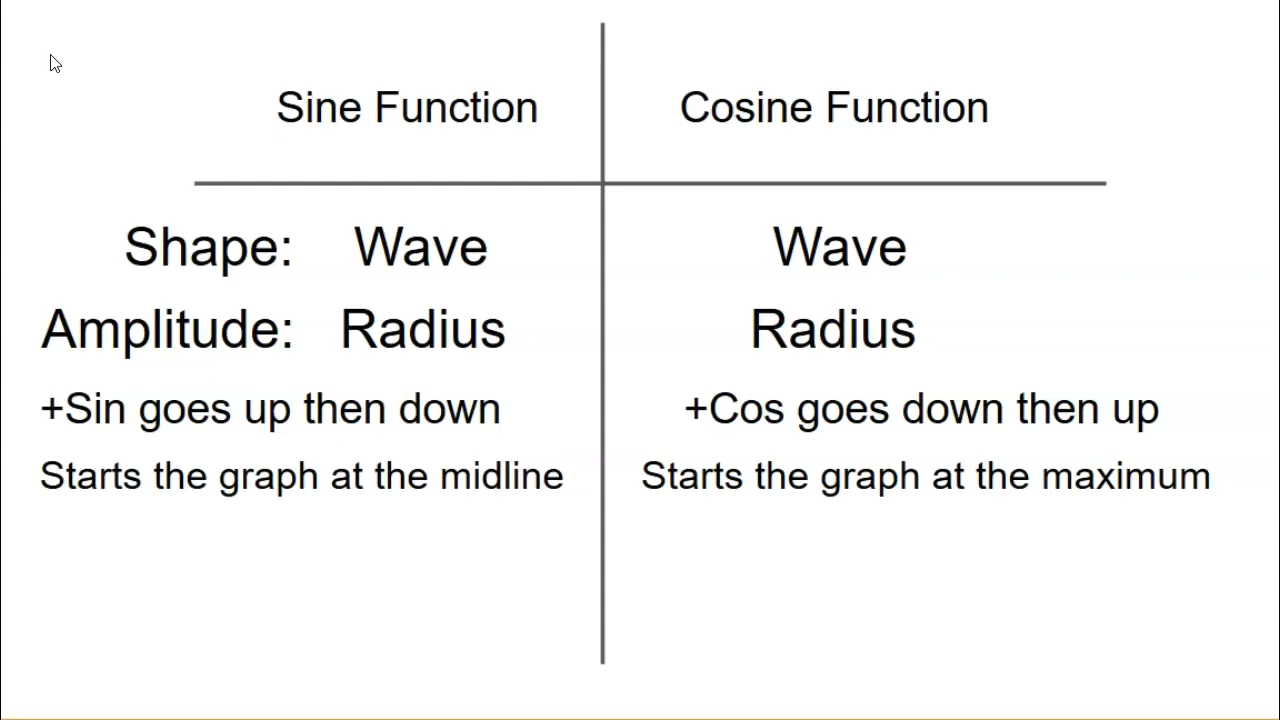 Sine Function Cosine Function
Shape: Wave Wave
Amplitude: Radius Radius
+Sin goes up then down +Cos goes down then up
Starts the graph at the midline Starts the graph at the maximum